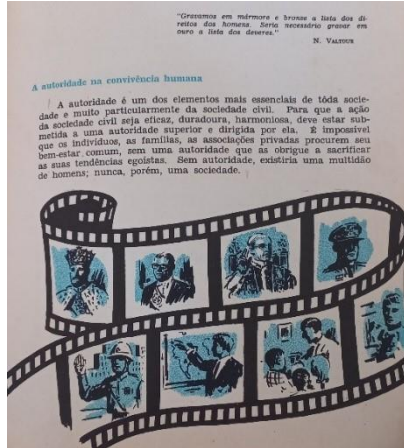 "Gravamos em mármore e bronze a lista dos di-
reitos dos homens. Seria necessário gravar em
ouro a lista dos deveres."
N. Valtour
A autoridade na convivência humana
A autoridade é um dos elementos mais essenciais de tôda socie-
dade e muito particularmente da sociedade civil. Para que a ação
da sociedade civil seja eficaz, duradoura, harmoniosa, deve estar sub-
metida a uma autoridade superior e dirigida por ela. É impossível
que os indivíduos, as famílias, as associações privadas procurem seu
bem-estar comum, sem uma autoridade que as obrigue a sacrificar
as suas tendências egoístas. Sem autoridade, existiria uma multidão
de homens; nunca, porém, uma sociedade.